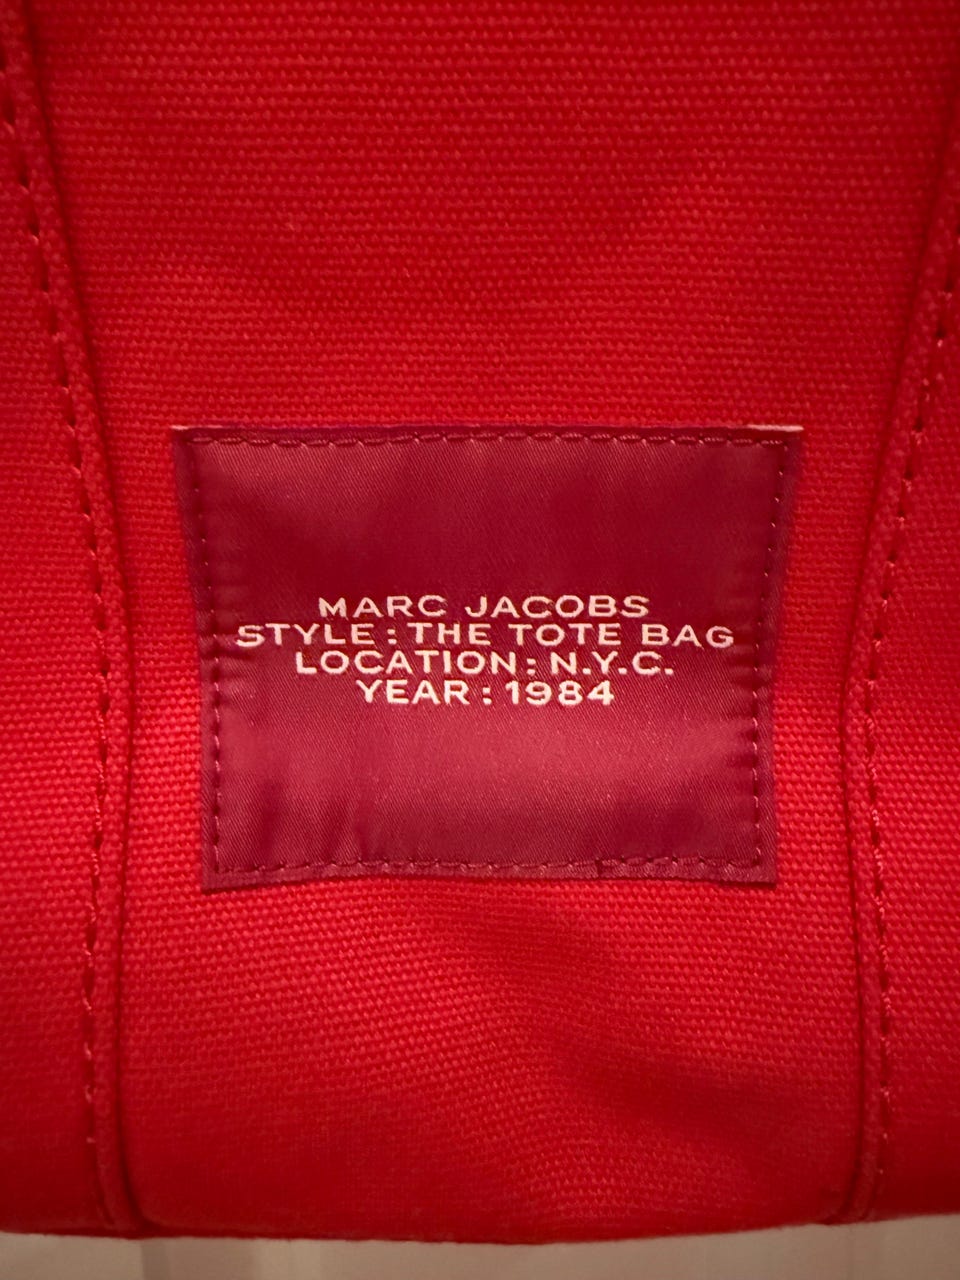 MARC JACOBS
STYLE : THE TOTE BAG
LOCATION : N.Y.C.
YEAR : 1984